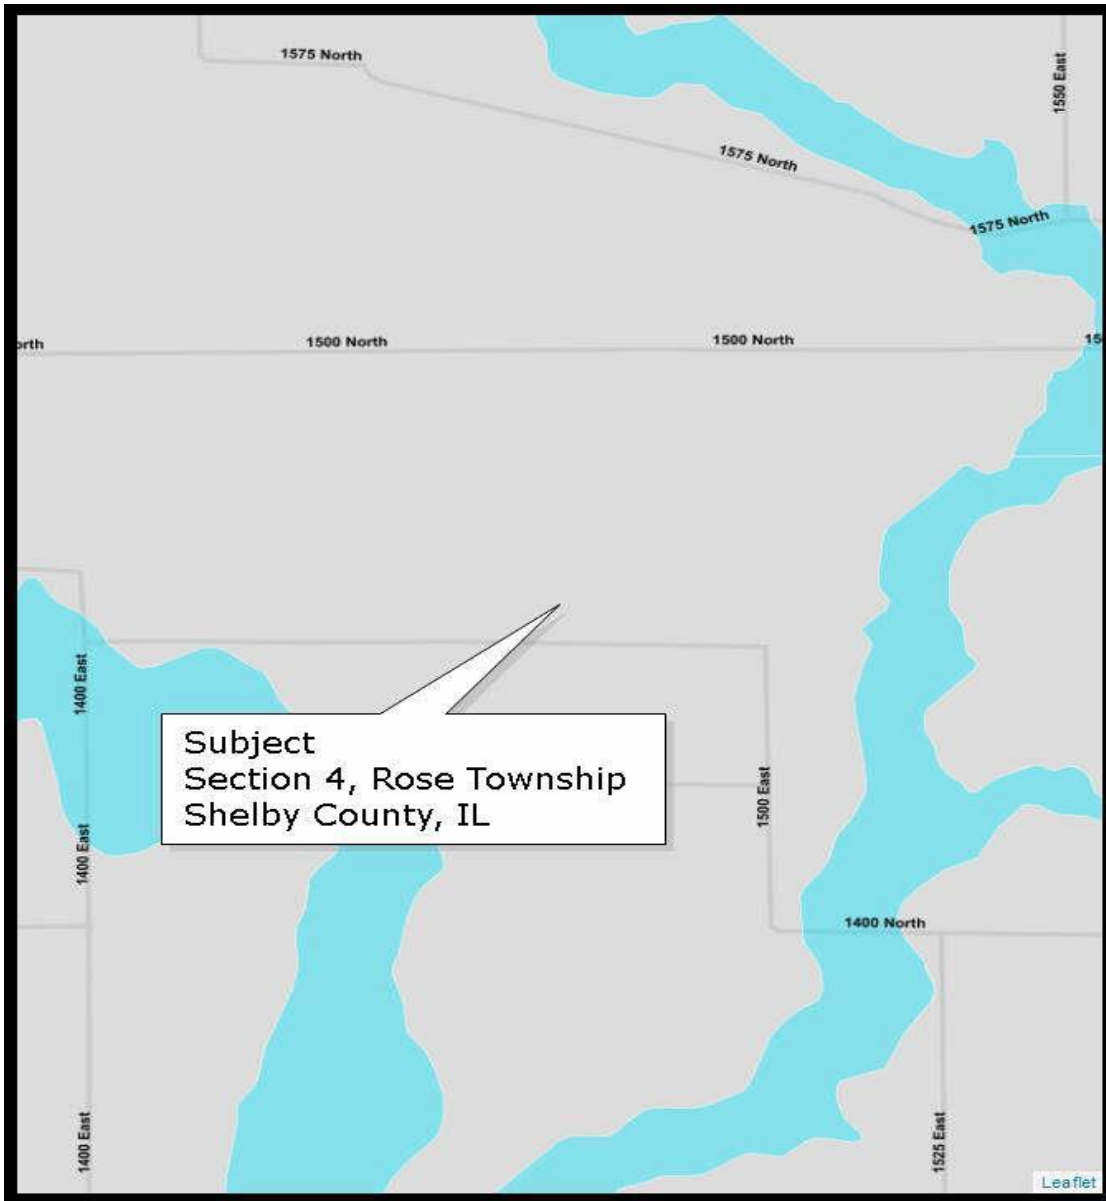 1575 North
1550 East
1575 North
1575 North
orth
1500 North
1500 North
15
1400 East
Subject
Section 4, Rose Township
Shelby County, IL
1500 East
1400 East
1400 North
1400 East
1525 East
Leaflet